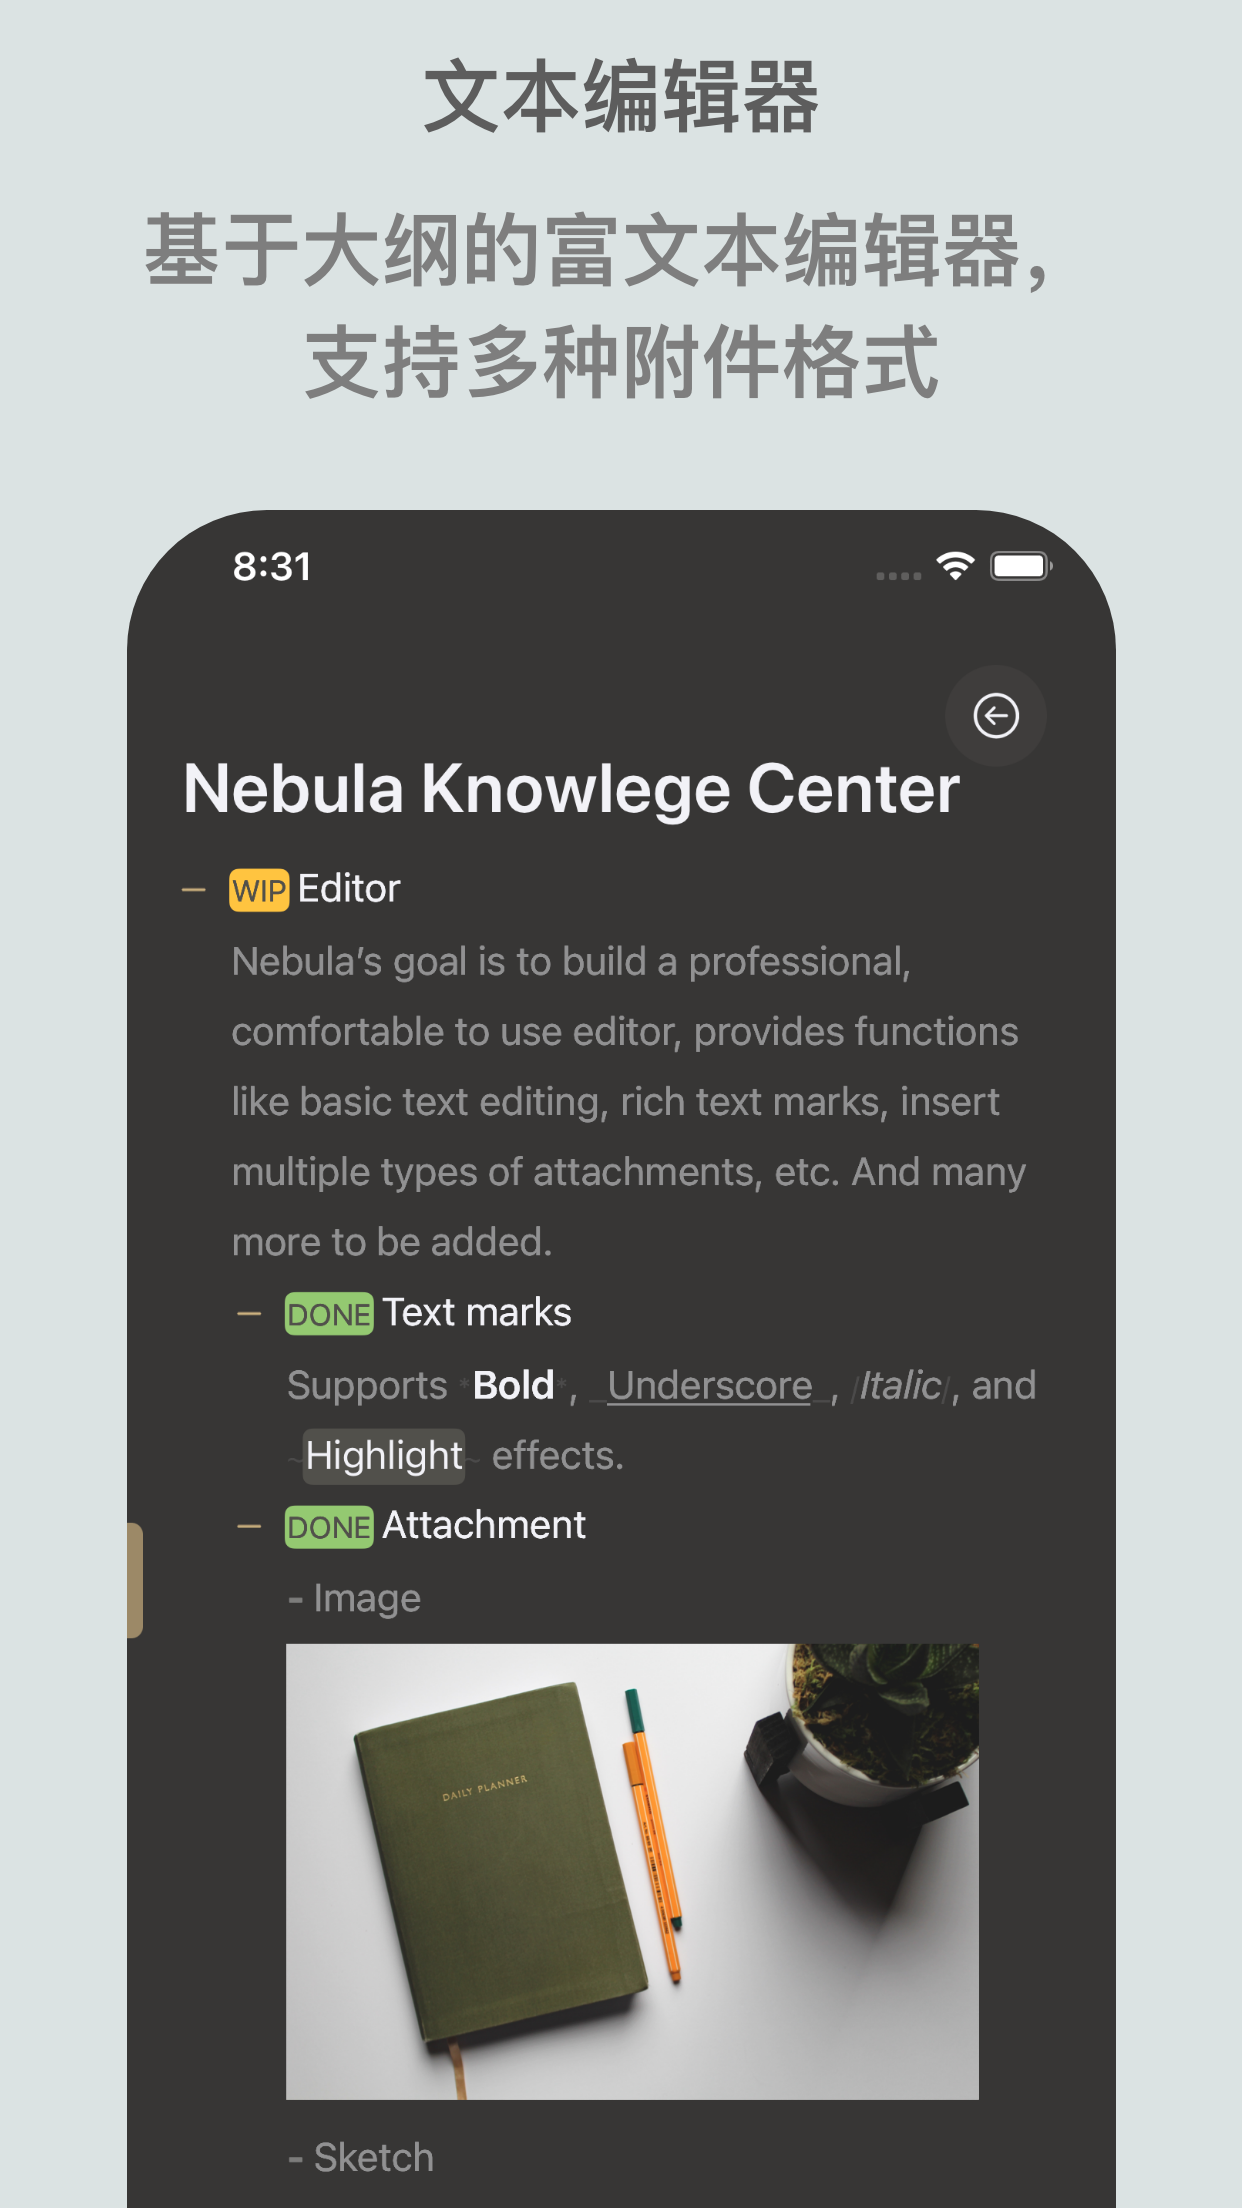 文本编辑器
基于大纲的富文本编辑器，
支持多种附件格式
8:31
Nebula Knowlege Center
— WIP Editor
Nebula’s goal is to build a professional,
comfortable to use editor, provides functions
like basic text editing, rich text marks, insert
multiple types of attachments, etc. And many
more to be added.
— DONE Text marks
Supports *Bold*, _Underscore_, /Italic/, and
~Highlight~ effects.
— DONE Attachment
- Image
DAILY PLANNER
- Sketch